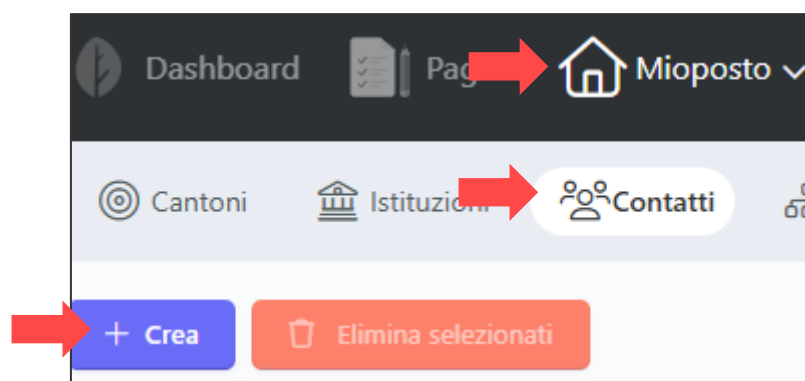 Dashboard Mioposto
Cantoni Contatti
+ Crea Elimina selezionati